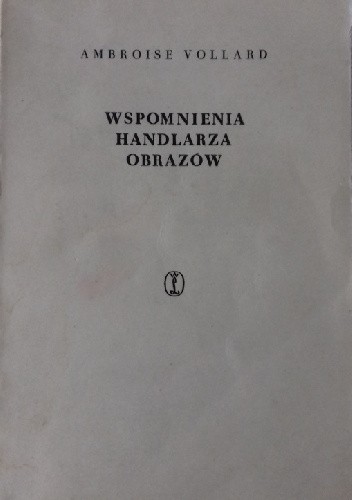 AMBROISE VOLLARD
WSPOMNIENIA
HANDLARZA
OBRAZÓW